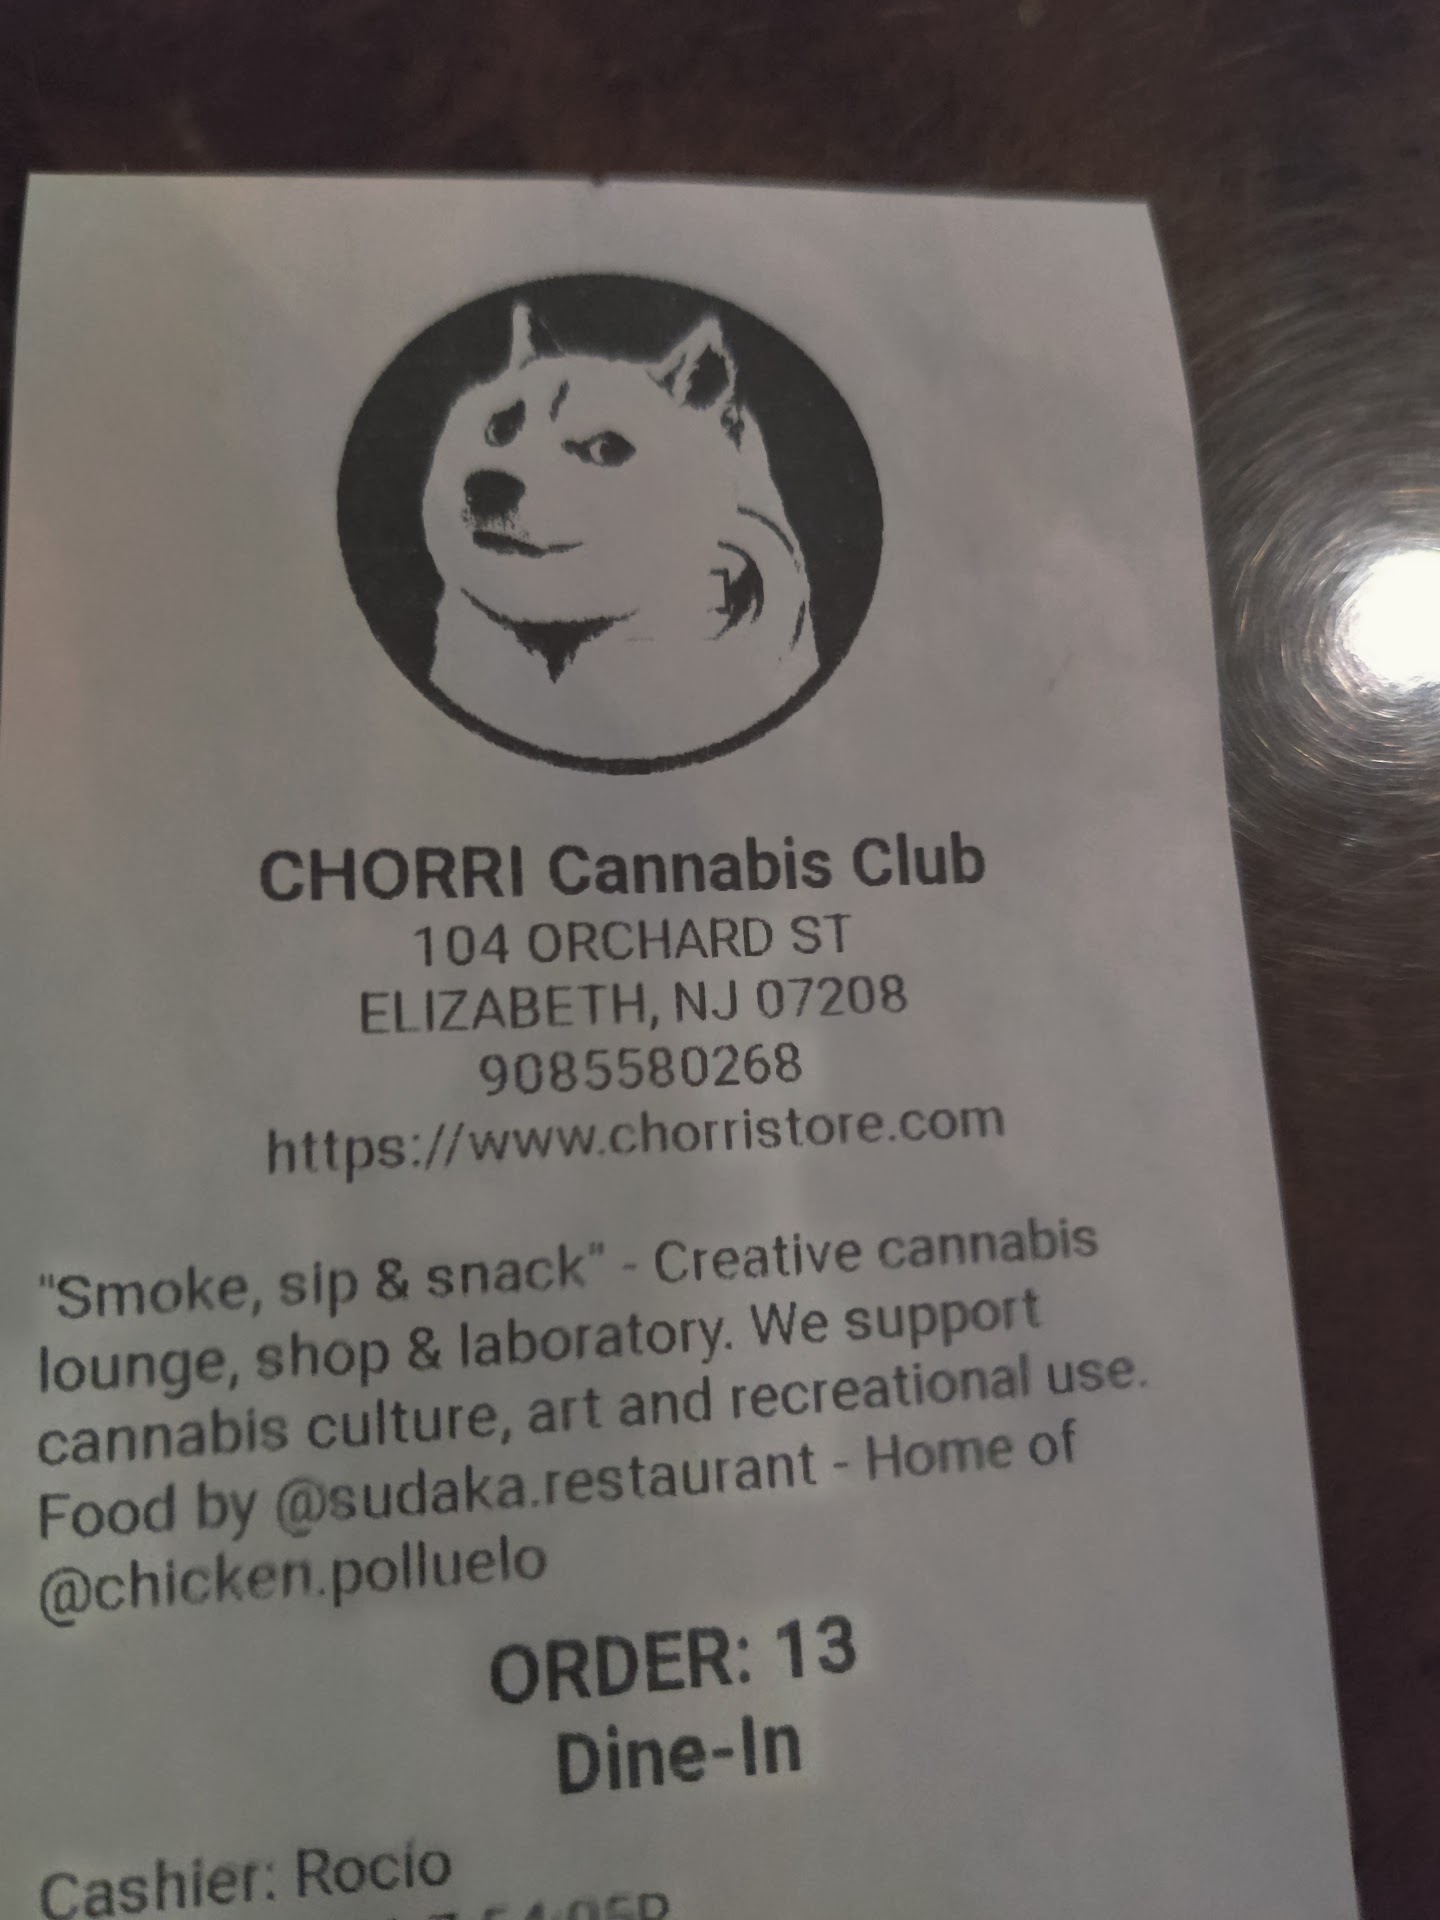 CHORRI Cannabis Club
104 ORCHARD ST
ELIZABETH, NJ 07208
9085580268
https://www.chorristore.com
"Smoke, sip & snack" - Creative cannabis
lounge, shop & laboratory. We support
cannabis culture, art and recreational use.
Food by @sudaka.restaurant - Home of
@chicken.polluelo
ORDER: 13
Dine-In
Cashier: Rocio